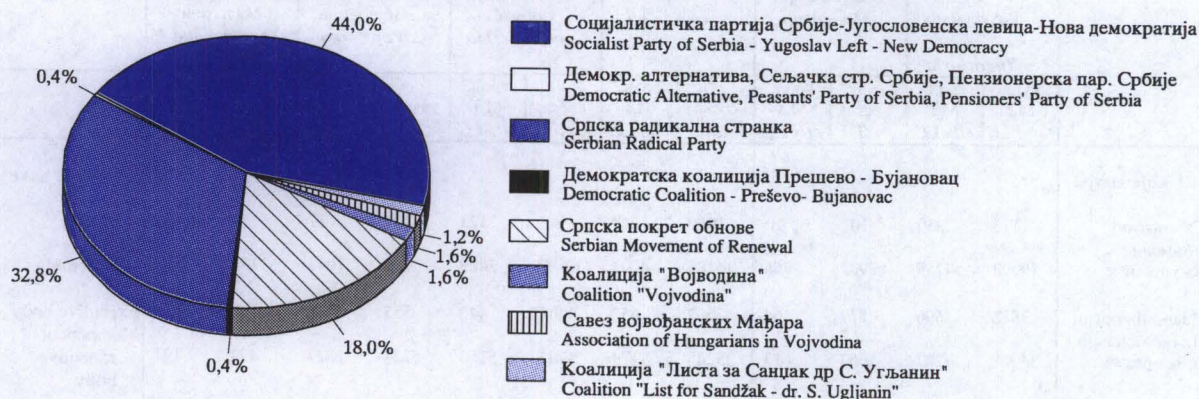 44,0%
0,4%
32,8%
0,4%
18,0%
1,2%
1,6%
1,6%
Социјалистичка партија Србије-Југословенска левица-Нова демократија
Socialist Party of Serbia - Yugoslav Left - New Democracy
Демокр. алтернатива, Сељачка стр. Србије, Пензионерска пар. Србије
Democratic Alternative, Peasants' Party of Serbia, Pensioners' Party of Serbia
Српска радикална странка
Serbian Radical Party
Демократска коалиција Прешево - Бујановац
Democratic Coalition - Preševo- Bujanovac
Српска покрет обнове
Serbian Movement of Renewal
Коалиција "Војводина"
Coalition "Vojvodina"
Савез војвођанских Мађара
Association of Hungarians in Vojvodina
Коалиција "Листа за Санџак др С. Угљанин"
Coalition "List for Sandžak - dr. S. Ugljanin"